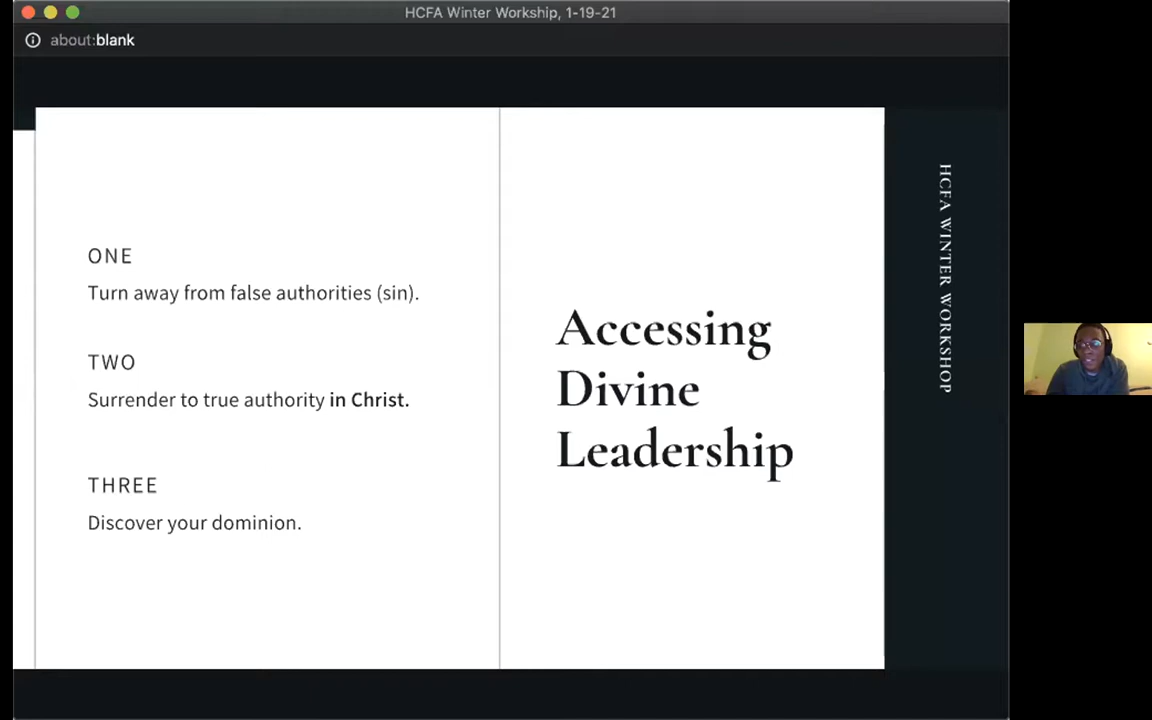 HCFA Winter Workship, 1-19-21
about:blank
ONE
Turn away from false authorities (sin).
TWO
Surrender to true authority in Christ.
THREE
Discover your dominion.
Accessing
Divine
Leadership
HCFA WINTER WORKSHOP